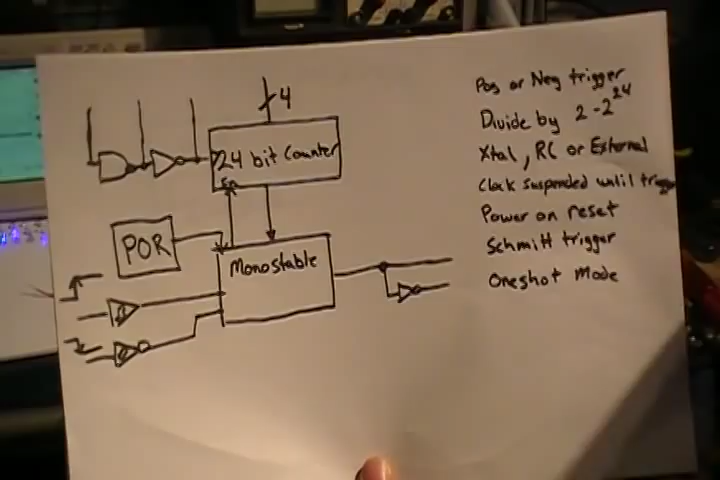 4
24 bit Counter
En
POR
Monostable
Pos or Neg trigger
Divide by 2-2^24
Xtal, RC or External
Clock suspended until trigger
Power on reset
Schmitt trigger
Oneshot Mode